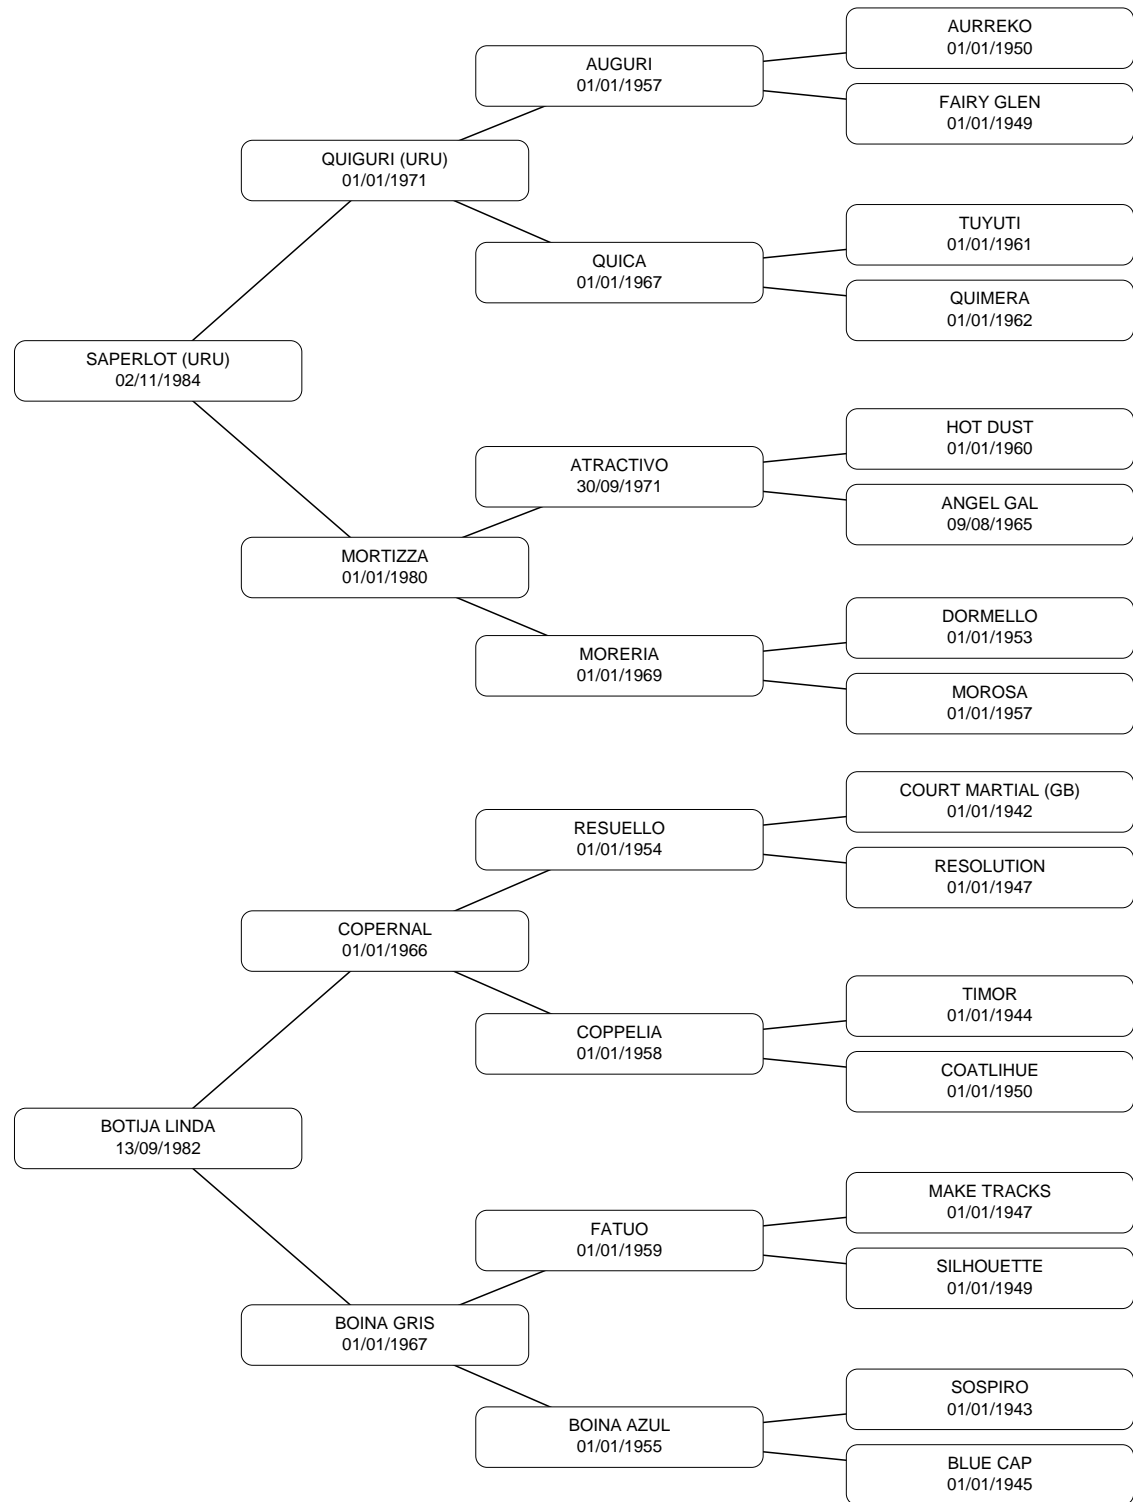 AURREKO
01/01/1950
AUGURI
01/01/1957
FAIRY GLEN
01/01/1949
QUIGURI (URU)
01/01/1971
TUYUTI
01/01/1961
QUICA
01/01/1967
QUIMERA
01/01/1962
SAPERLOT (URU)
02/11/1984
HOT DUST
01/01/1960
ATRACTIVO
30/09/1971
ANGEL GAL
09/08/1965
MORTIZZA
01/01/1980
DORMELLO
01/01/1953
MORERIA
01/01/1969
MOROSA
01/01/1957
COURT MARTIAL (GB)
01/01/1942
RESUELLO
01/01/1954
RESOLUTION
01/01/1947
COPERNAL
01/01/1966
TIMOR
01/01/1944
COPPELIA
01/01/1958
COATLIHUE
01/01/1950
BOTIJA LINDA
13/09/1982
MAKE TRACKS
01/01/1947
FATUO
01/01/1959
SILHOUETTE
01/01/1949
BOINA GRIS
01/01/1967
SOSPIRO
01/01/1943
BOINA AZUL
01/01/1955
BLUE CAP
01/01/1945